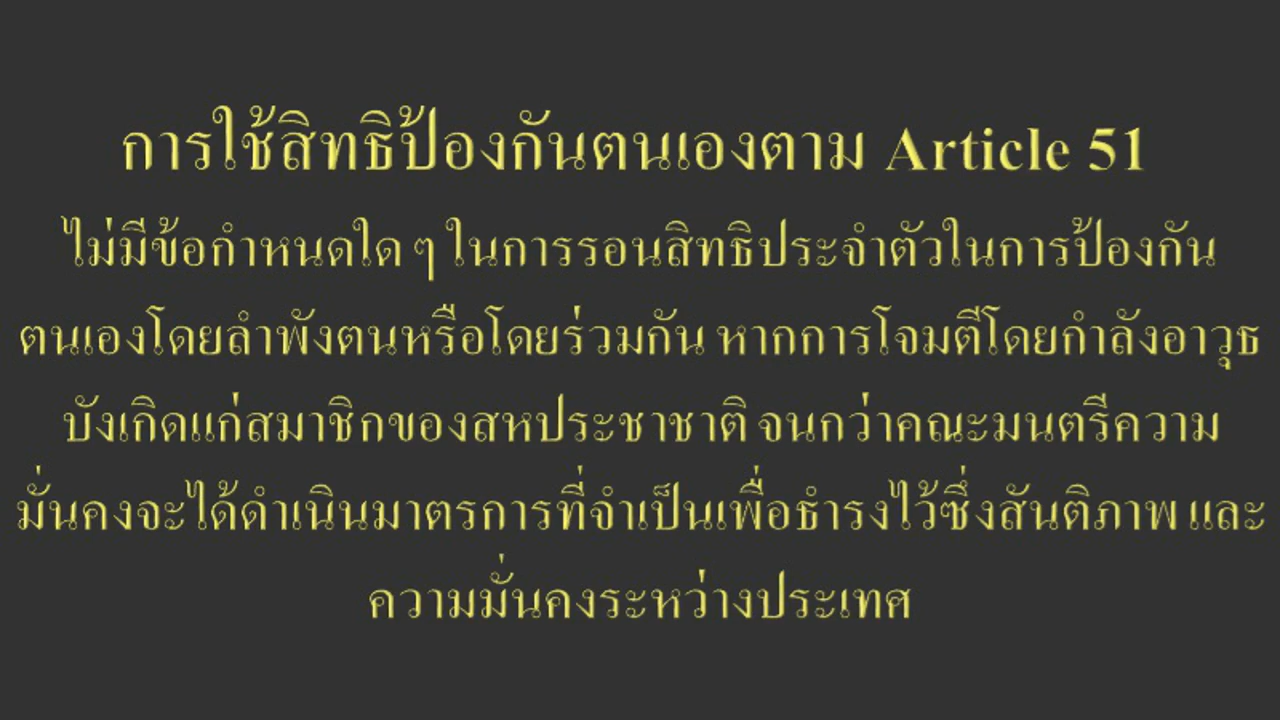 การใช้สิทธิป้องกันตนเองตาม Article 51
ไม่มีข้อกำหนดใด ๆ ในการรอนสิทธิประจำตัวในการป้องกัน
ตนเองโดยลำพังตนหรือโดยร่วมกัน หากการโจมตีโดยกำลังอาวุธ
บังเกิดแก่สมาชิกของสหประชาชาติ จนกว่าคณะมนตรีความ
มั่นคงจะได้ดำเนินมาตรการที่จำเป็นเพื่อธำรงไว้ซึ่งสันติภาพ และ
ความมั่นคงระหว่างประเทศ